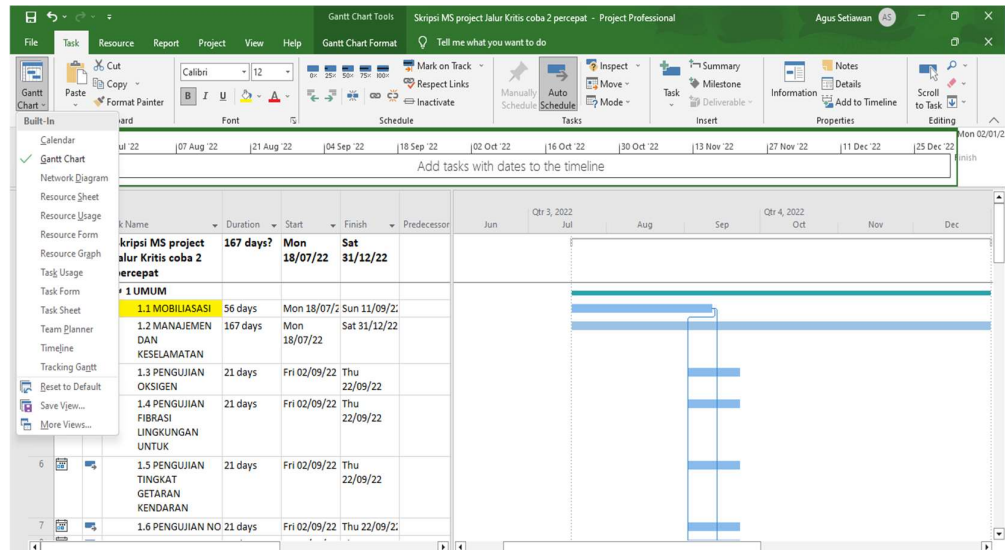 Gantt Chart Tools
Skripsi MS project Jalur Kritis coba 2 percepat - Project Professional
Agus Setiawan AS
File Task Resource Report Project View Help Gantt Chart Format Tell me what you want to do
Gantt Chart
Paste
Cut
Copy
Format Painter
Calibri 12
B I U A
Font
0× 25× 50× 75× 100×
Mark on Track
Respect Links
Inactivate
Schedule
Manually Schedule
Auto Schedule
Inspect
Move
Mode
Tasks
Task
Summary
Milestone
Deliverable
Insert
Information
Notes
Details
Add to Timeline
Properties
Scroll to Task
Editing
Built-In
Calendar
Gantt Chart
Network Diagram
Resource Sheet
Resource Usage
Resource Form
Resource Graph
Task Usage
Task Form
Task Sheet
Team Planner
Timeline
Tracking Gantt
Reset to Default
Save View...
More Views...
07 Aug '22 21 Aug '22 04 Sep '22 18 Sep '22 02 Oct '22 16 Oct '22 30 Oct '22 13 Nov '22 27 Nov '22 11 Dec '22 25 Dec '22
Add tasks with dates to the timeline
Duration Start Finish Predecessor
Qtr 3, 2022 Qtr 4, 2022
Jun Jul Aug Sep Oct Nov Dec
MS project 167 days? Mon Sat
coba 2 18/07/22 31/12/22
1 UMUM
1.1 MOBILIASASI 56 days Mon 18/07/2 Sun 11/09/2
1.2 MANAJEMEN 167 days Mon Sat 31/12/22
DAN 18/07/22
KESELAMATAN
1.3 PENGUJIAN 21 days Fri 02/09/22 Thu
OKSIGEN 22/09/22
1.4 PENGUJIAN 21 days Fri 02/09/22 Thu
FIBRASI 22/09/22
LINGKUNGAN
UNTUK
6 1.5 PENGUJIAN 21 days Fri 02/09/22 Thu
TINGKAT 22/09/22
GETARAN
KENDARAN
7 1.6 PENGUJIAN NO 21 days Fri 02/09/22 Thu 22/09/2